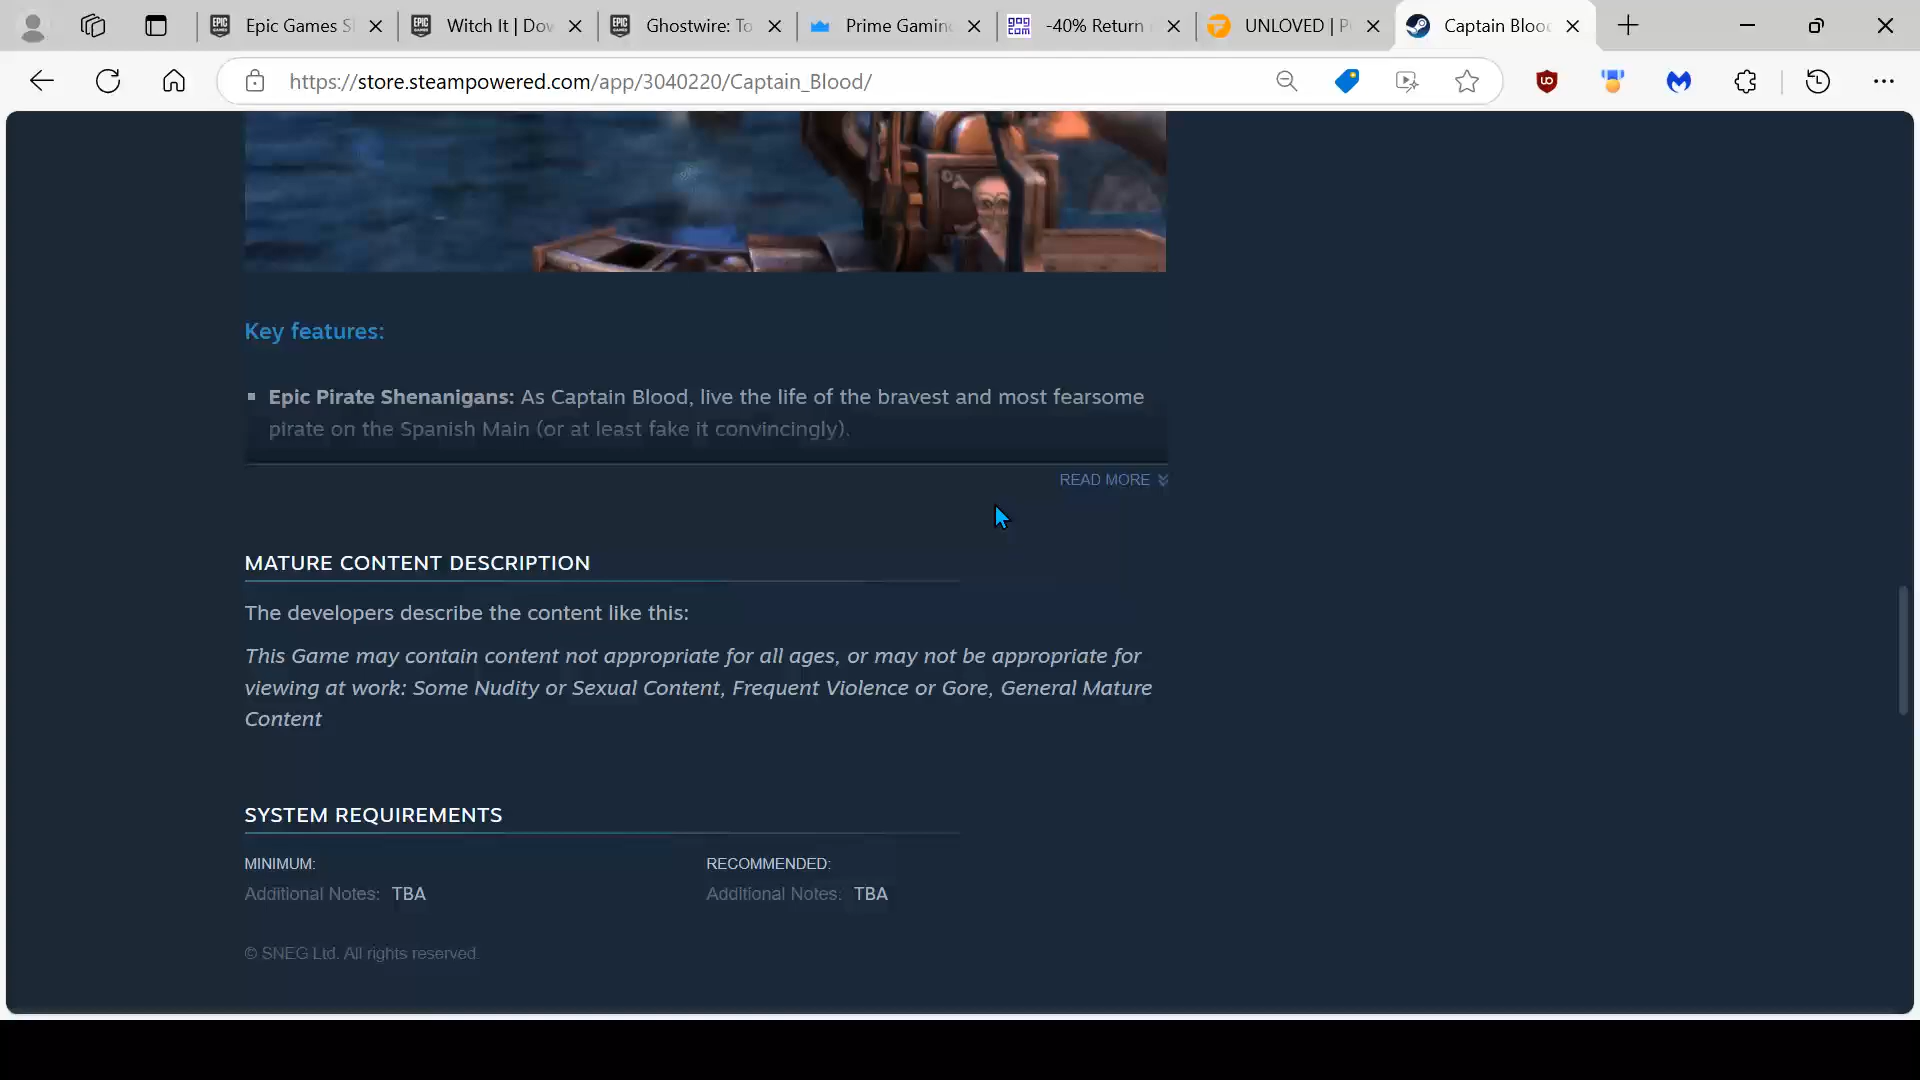 Epic Games S
Witch It | Dov
Ghostwire: To
Prime Gaming
gog com
-40% Return
UNLOVED | P
Captain Bloo
https://store.steampowered.com/app/3040220/Captain_Blood/
Key features:
Epic Pirate Shenanigans: As Captain Blood, live the life of the bravest and most fearsome
pirate on the Spanish Main (or at least fake it convincingly).
READ MORE
MATURE CONTENT DESCRIPTION
The developers describe the content like this:
This Game may contain content not appropriate for all ages, or may not be appropriate for
viewing at work: Some Nudity or Sexual Content, Frequent Violence or Gore, General Mature
Content
SYSTEM REQUIREMENTS
MINIMUM:
Additional Notes: TBA
RECOMMENDED:
Additional Notes: TBA
© SNEG Ltd. All rights reserved.